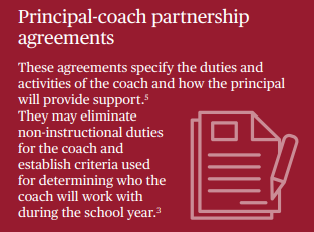 Principal-coach partnership
agreements
These agreements specify the duties and
activities of the coach and how the principal
will provide support.⁵
They may eliminate
non-instructional duties
for the coach and
establish criteria used
for determining who the
coach will work with
during the school year.³